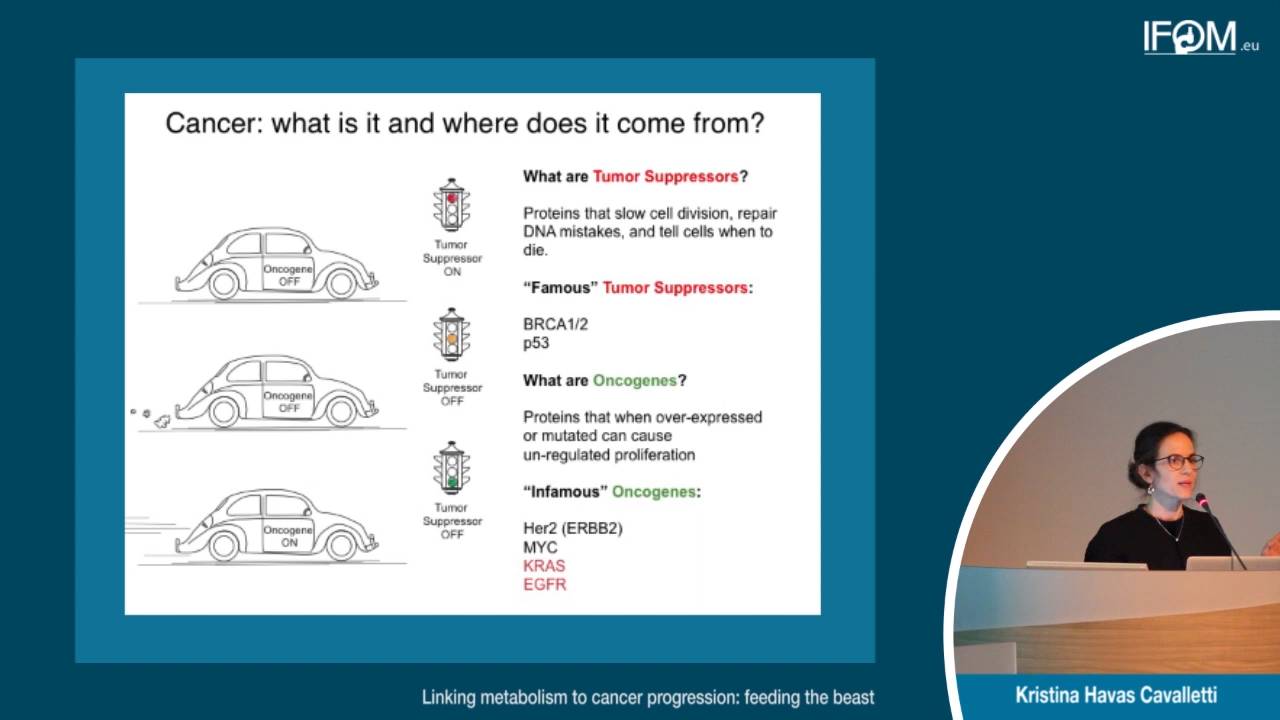 IFOM.eu
Cancer: what is it and where does it come from?
Oncogene
OFF
Tumor
Suppressor
ON
Oncogene
OFF
Tumor
Suppressor
OFF
Oncogene
ON
Tumor
Suppressor
OFF
What are Tumor Suppressors?
Proteins that slow cell division, repair
DNA mistakes, and tell cells when to
die.
“Famous” Tumor Suppressors:
BRCA1/2
p53
What are Oncogenes?
Proteins that when over-expressed
or mutated can cause
un-regulated proliferation
“Infamous” Oncogenes:
Her2 (ERBB2)
MYC
KRAS
EGFR
Linking metabolism to cancer progression: feeding the beast
Kristina Havas Cavalletti